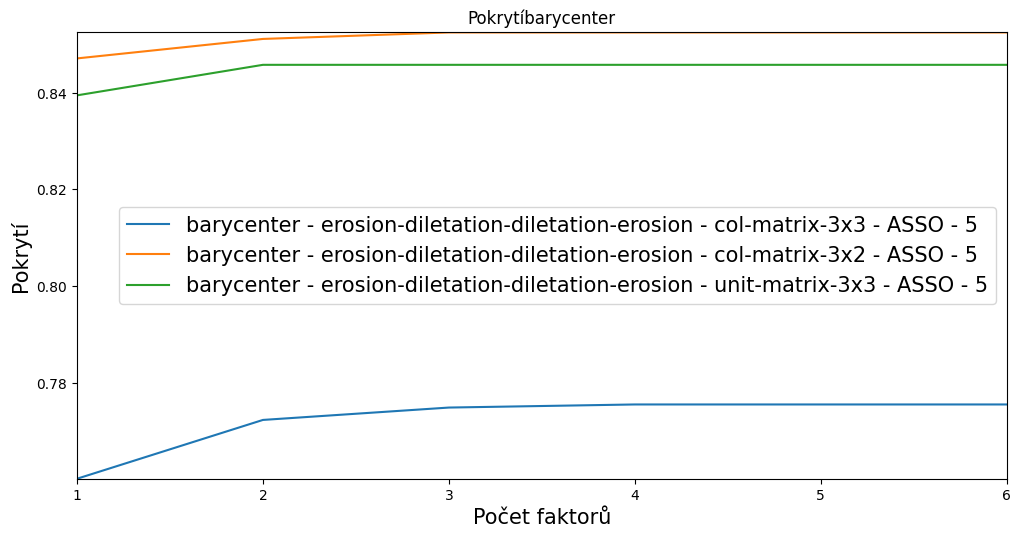 Pokrytíbarycenter
Pokrytí
0.84
0.82
0.80
0.78
barycenter - erosion-diletation-diletation-erosion - col-matrix-3x3 - ASSO - 5
barycenter - erosion-diletation-diletation-erosion - col-matrix-3x2 - ASSO - 5
barycenter - erosion-diletation-diletation-erosion - unit-matrix-3x3 - ASSO - 5
1 2 3 4 5 6
Počet faktorů